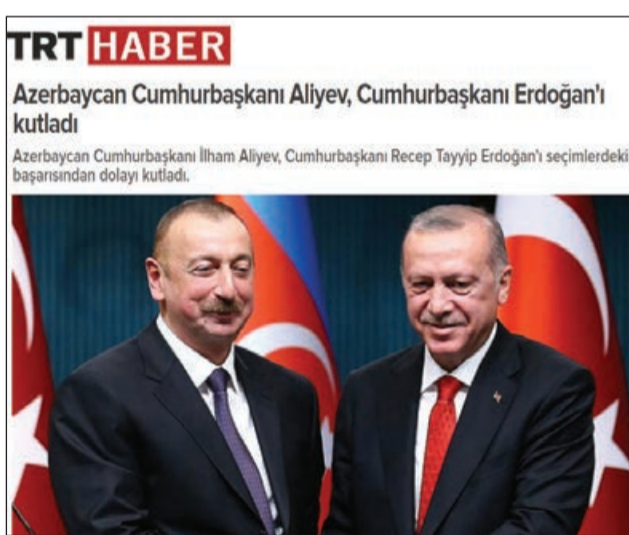 TRT HABER
Azerbaycan Cumhurbaşkanı Aliyev, Cumhurbaşkanı Erdoğan'ı
kutladı
Azerbaycan Cumhurbaşkanı İlham Aliyev, Cumhurbaşkanı Recep Tayyip Erdoğan'ı seçimlerdeki
başarısından dolayı kutladı.